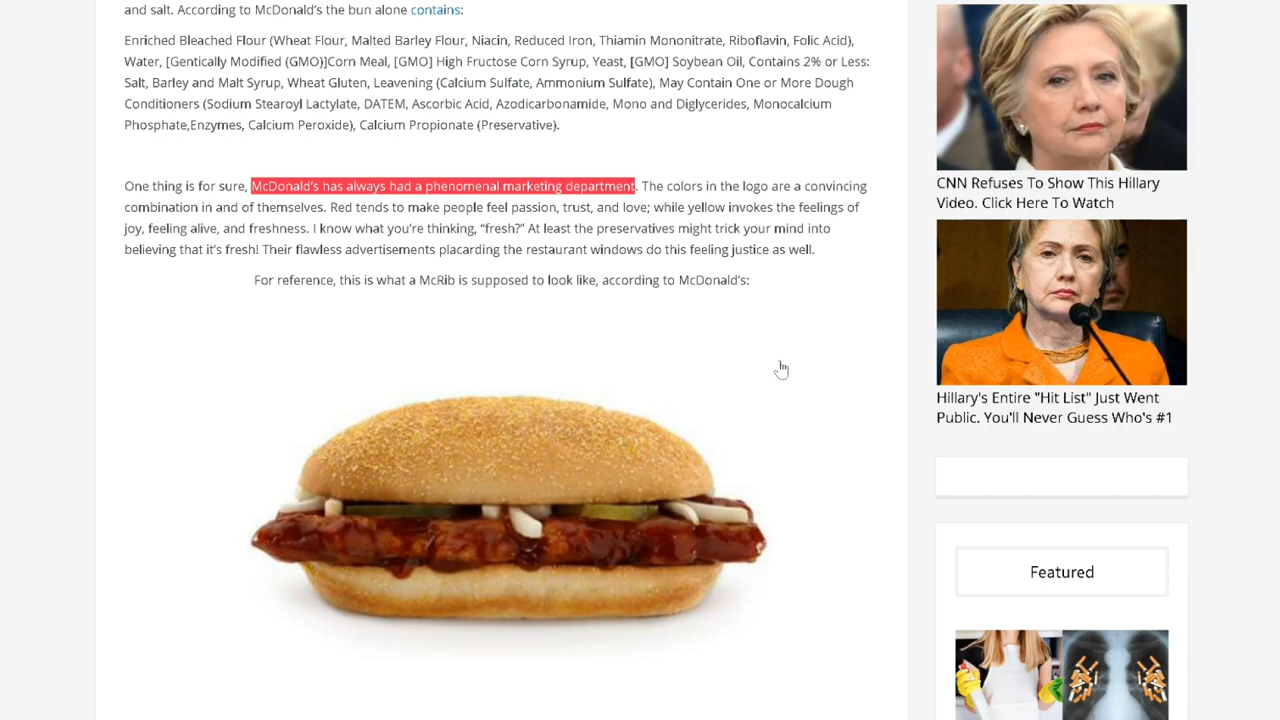 and salt. According to McDonald's the bun alone contains:
Enriched Bleached Flour (Wheat Flour, Malted Barley Flour, Niacin, Reduced Iron, Thiamin Mononitrate, Riboflavin, Folic Acid),
Water, [Gentically Modified (GMO)]Corn Meal, [GMO] High Fructose Corn Syrup, Yeast, [GMO] Soybean Oil, Contains 2% or Less:
Salt, Barley and Malt Syrup, Wheat Gluten, Leavening (Calcium Sulfate, Ammonium Sulfate), May Contain One or More Dough
Conditioners (Sodium Stearoyl Lactylate, DATEM, Ascorbic Acid, Azodicarbonamide, Mono and Diglycerides, Monocalcium
Phosphate,Enzymes, Calcium Peroxide), Calcium Propionate (Preservative).
One thing is for sure, McDonald's has always had a phenomenal marketing department. The colors in the logo are a convincing
combination in and of themselves. Red tends to make people feel passion, trust, and love; while yellow invokes the feelings of
joy, feeling alive, and freshness. I know what you're thinking, “fresh?” At least the preservatives might trick your mind into
believing that it's fresh! Their flawless advertisements placarding the restaurant windows do this feeling justice as well.
For reference, this is what a McRib is supposed to look like, according to McDonald's:
CNN Refuses To Show This Hillary
Video. Click Here To Watch
Hillary's Entire "Hit List" Just Went
Public. You'll Never Guess Who's #1
Featured